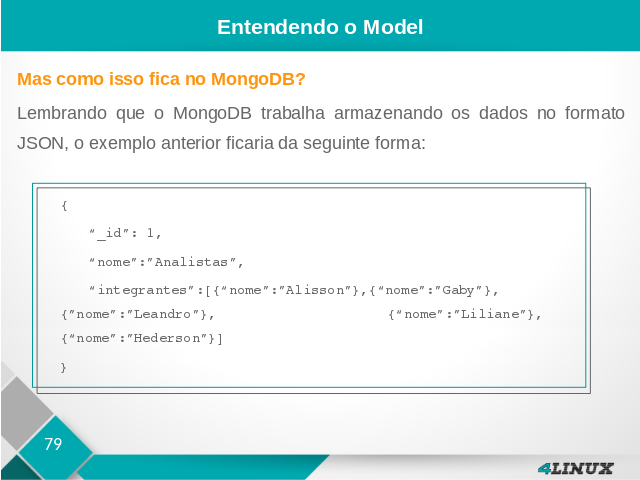 Entendendo o Model
Mas como isso fica no MongoDB?
Lembrando que o MongoDB trabalha armazenando os dados no formato
JSON, o exemplo anterior ficaria da seguinte forma:
{
“_id”: 1,
“nome”:”Analistas”,
“integrantes”:[{“nome”:”Alisson”},{“nome”:”Gaby”},
{”nome”:”Leandro”}, {“nome”:”Liliane”},
{“nome”:”Hederson”}]
}
79
4LINUX